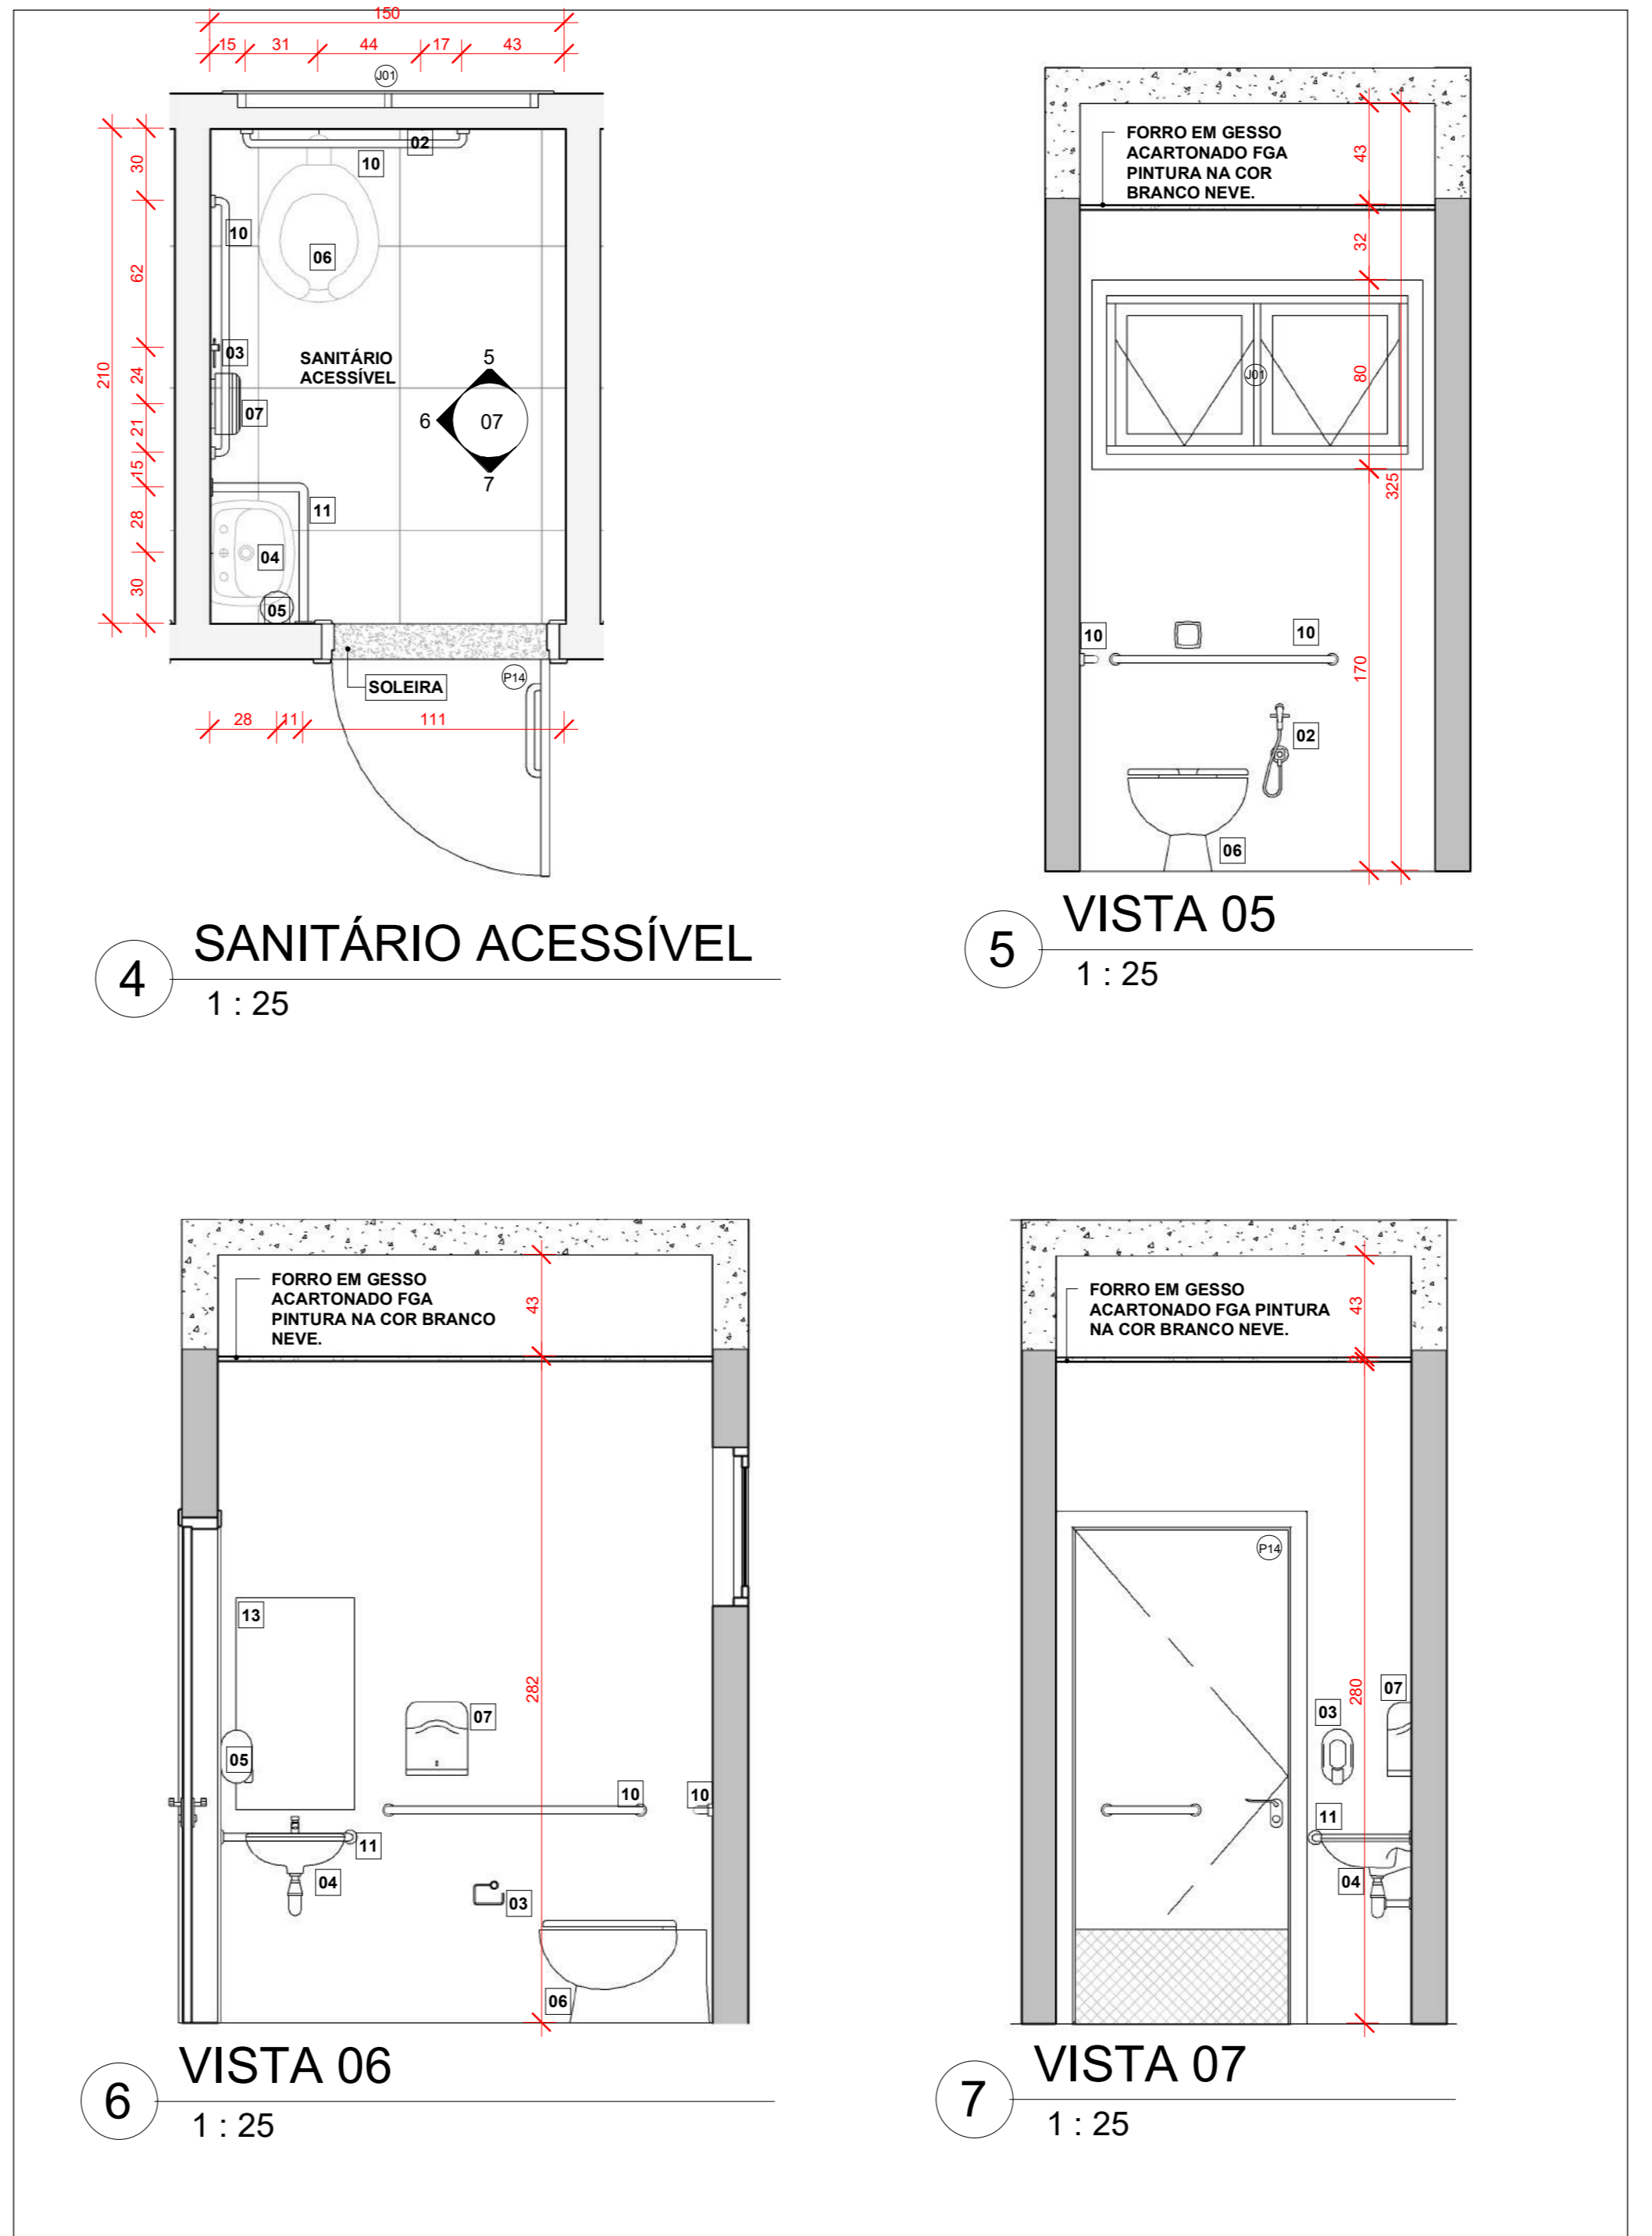 150
15 31 44 17 43
J01
02
10
30
10
06
62
210
03
SANITÁRIO
ACESSÍVEL
5
24
07
6 07
21
15
7
11
28
04
30
05
P14
SOLEIRA
28 11 111
4 SANITÁRIO ACESSÍVEL
1 : 25
FORRO EM GESSO
ACARTONADO FGA
PINTURA NA COR
BRANCO NEVE.
43
32
J01
80
325
10
10
170
02
06
5 VISTA 05
1 : 25
FORRO EM GESSO
ACARTONADO FGA
PINTURA NA COR BRANCO
NEVE.
43
13
282
07
05
10
10
11
04
03
06
6 VISTA 06
1 : 25
FORRO EM GESSO
ACARTONADO FGA PINTURA
NA COR BRANCO NEVE.
43
P14
280
07
03
11
04
7 VISTA 07
1 : 25